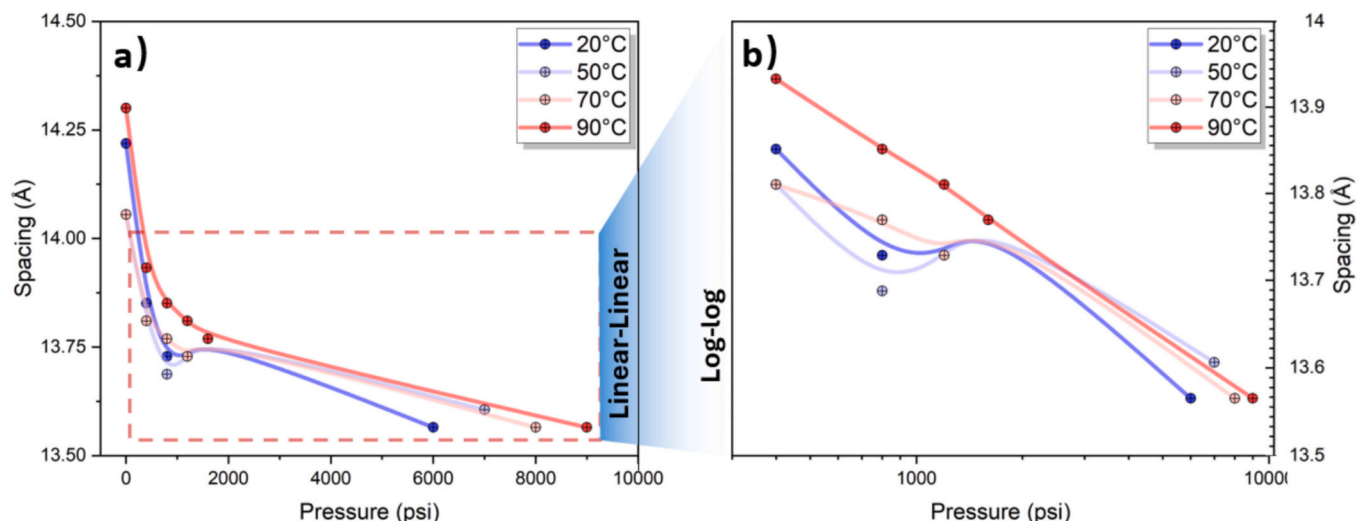 a)
20°C
50°C
70°C
90°C
14.50
14.25
14.00
13.75
13.50
Spacing (Å)
0
2000
4000
6000
8000
10000
Pressure (psi)
Linear-Linear
Log-log
b)
20°C
50°C
70°C
90°C
14
13.9
13.8
13.7
13.6
13.5
Spacing (Å)
1000
10000
Pressure (psi)